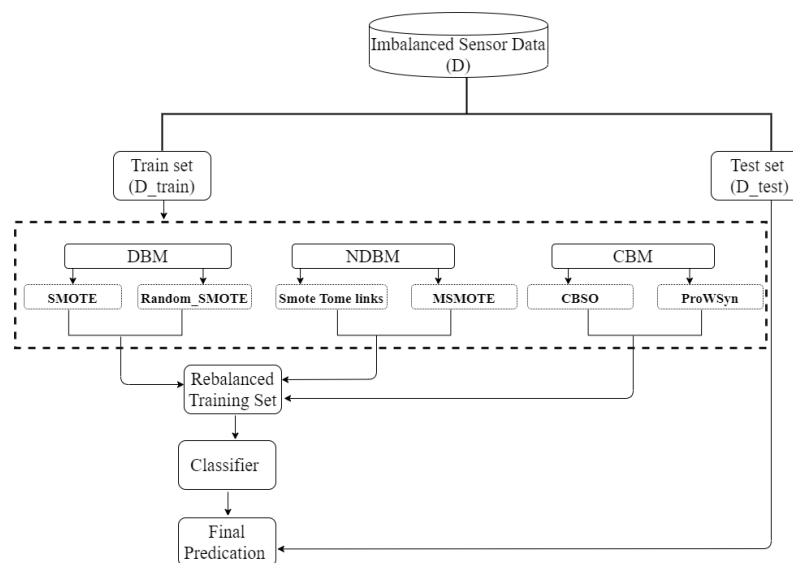 Imbalanced Sensor Data
(D)
Train set
(D_train)
Test set
(D_test)
DBM
NDBM
CBM
SMOTE
Random_SMOTE
Smote Tome links
MSMOTE
CBSO
ProWSyn
Rebalanced
Training Set
Classifier
Final
Predication